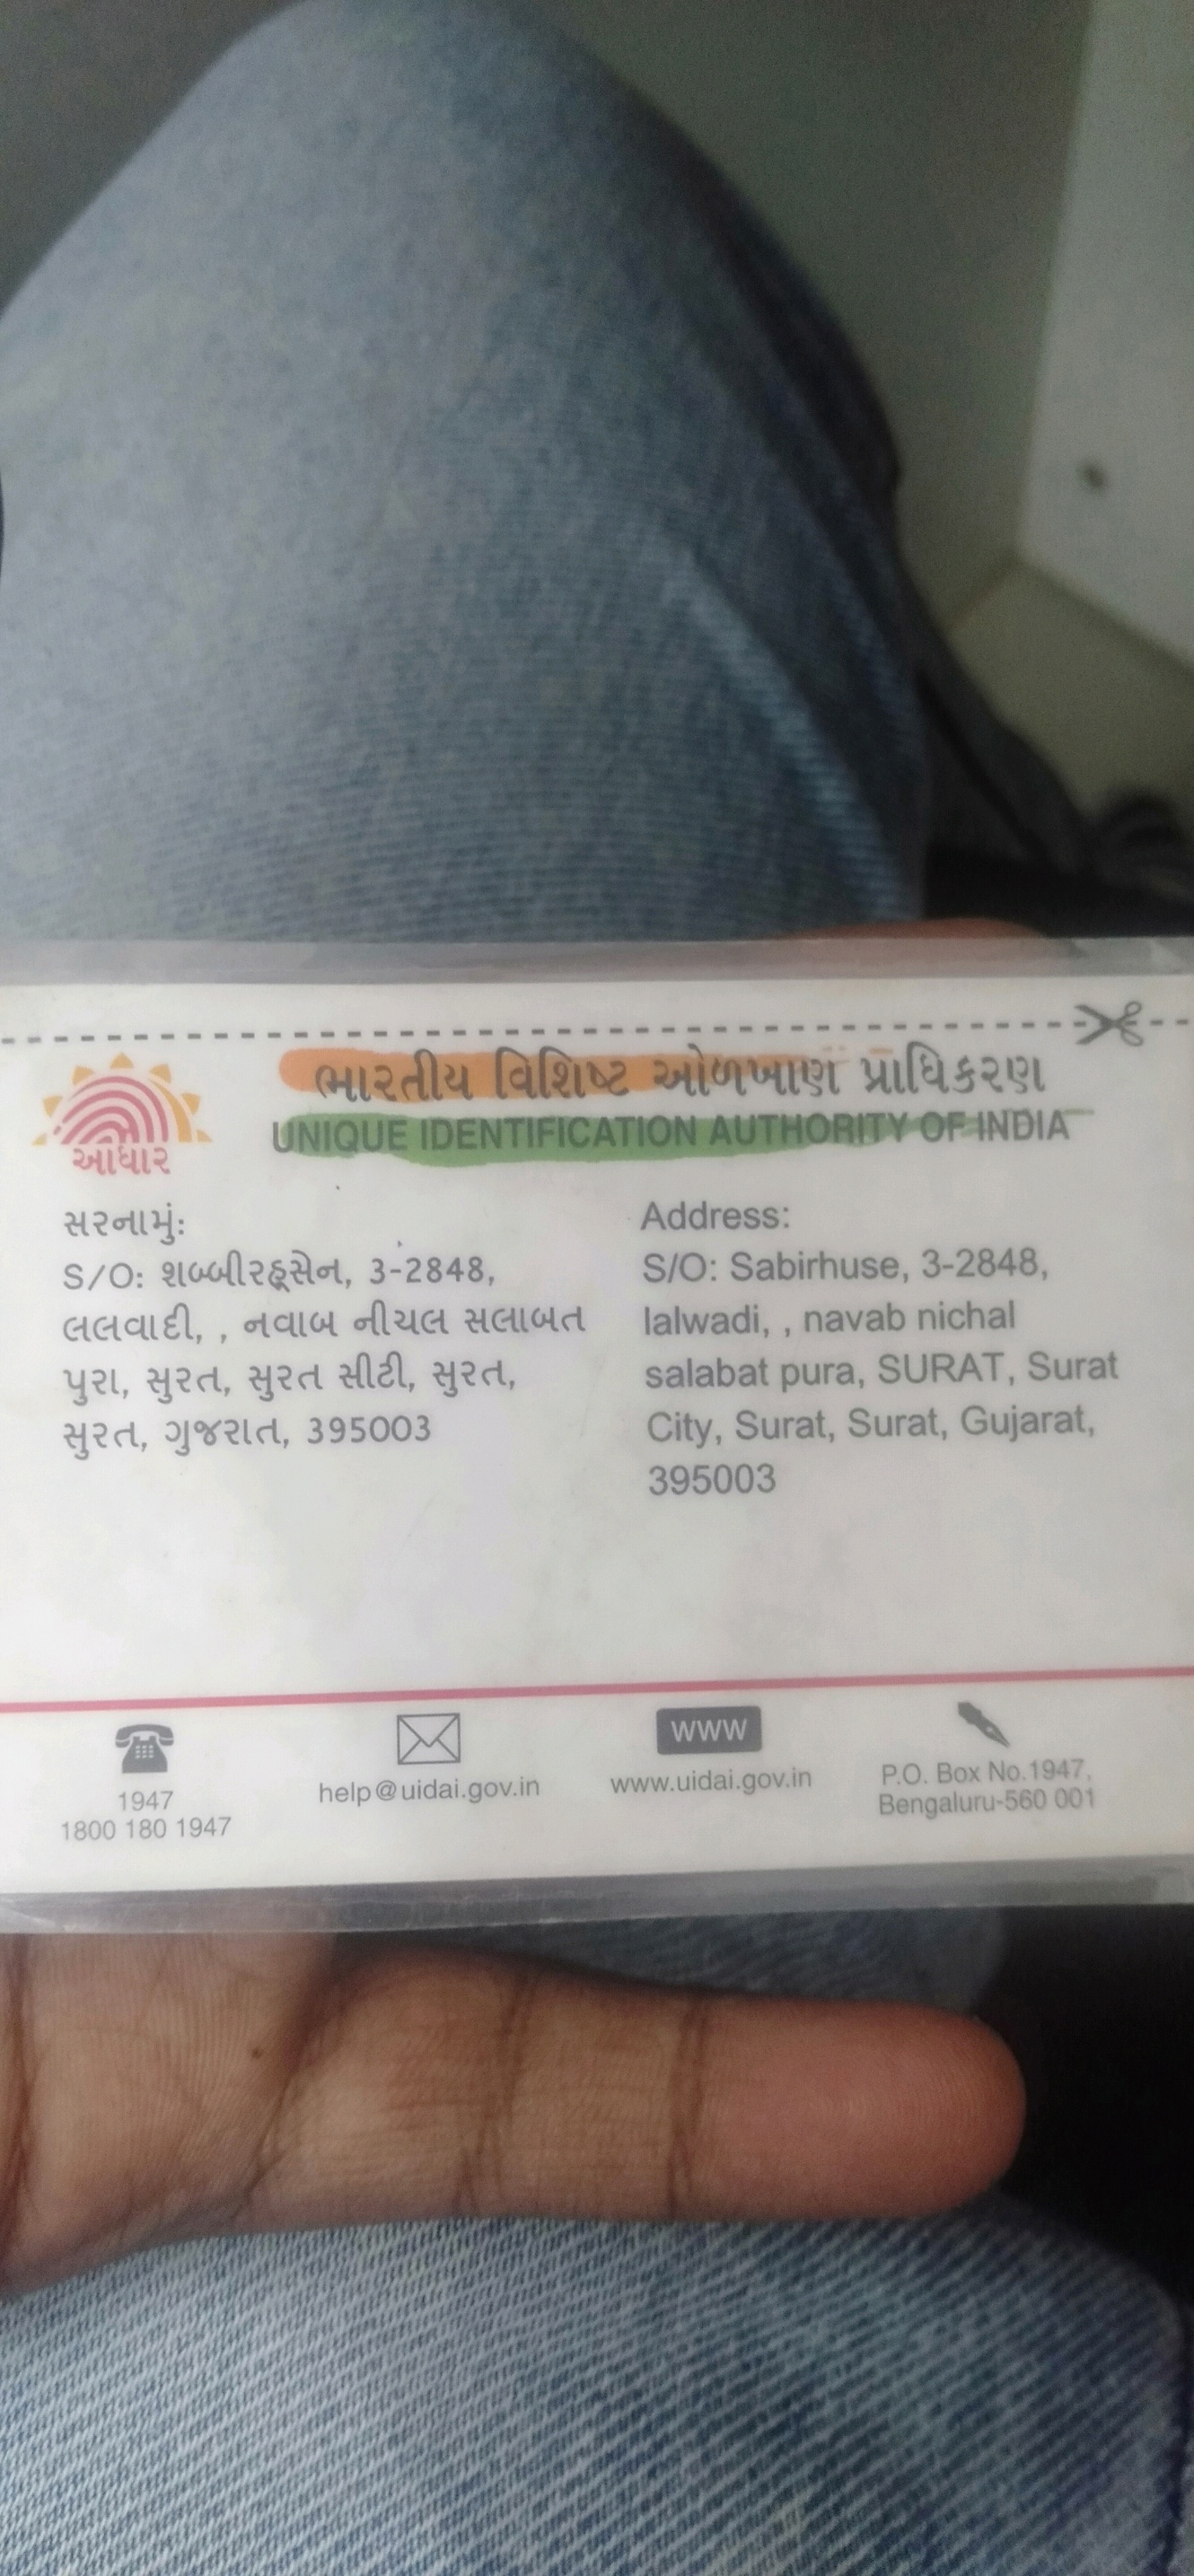 ભારતીય વિશિષ્ટ ઓળખાણ પ્રાધિકરણ
UNIQUE IDENTIFICATION AUTHORITY OF INDIA
આધાર
સરનામું:
S/O: શબ્બીરહૂસેન, 3-2848,
લલવાદી, , નવાબ નીચલ સલાબત
પુરા, સુરત, સુરત સીટી, સુરત,
સુરત, ગુજરાત, 395003
Address:
S/O: Sabirhuse, 3-2848,
lalwadi, , navab nichal
salabat pura, SURAT, Surat
City, Surat, Surat, Gujarat,
395003
1947
1800 180 1947
help@uidai.gov.in
WWW
www.uidai.gov.in
P.O. Box No.1947,
Bengaluru-560 001